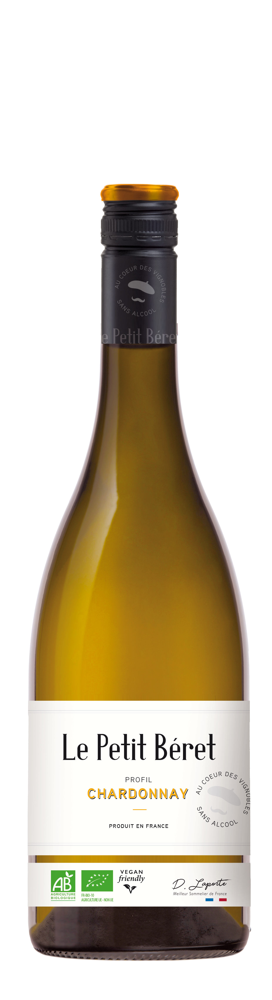 AU COEUR DES VIGNOBLES
SANS ALCOOL
e Petit Bére
Le Petit Béret
PROFIL
CHARDONNAY
AU COEUR DES VIGNOBLES
SANS ALCOOL
PRODUIT EN FRANCE
AB
AGRICULTURE
BIOLOGIQUE
FR-BIO-10
AGRICULTURE UE - NON UE
VEGAN
friendly
D. Laporte
Meilleur Sommelier de France